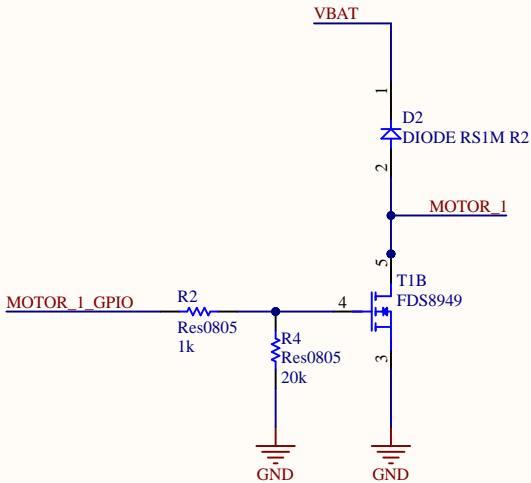 VBAT
1
D2
DIODE RS1M R2
2
MOTOR_1
5
T1B
FDS8949
MOTOR_1_GPIO
R2
Res0805
1k
4
R4
Res0805
20k
3
GND
GND